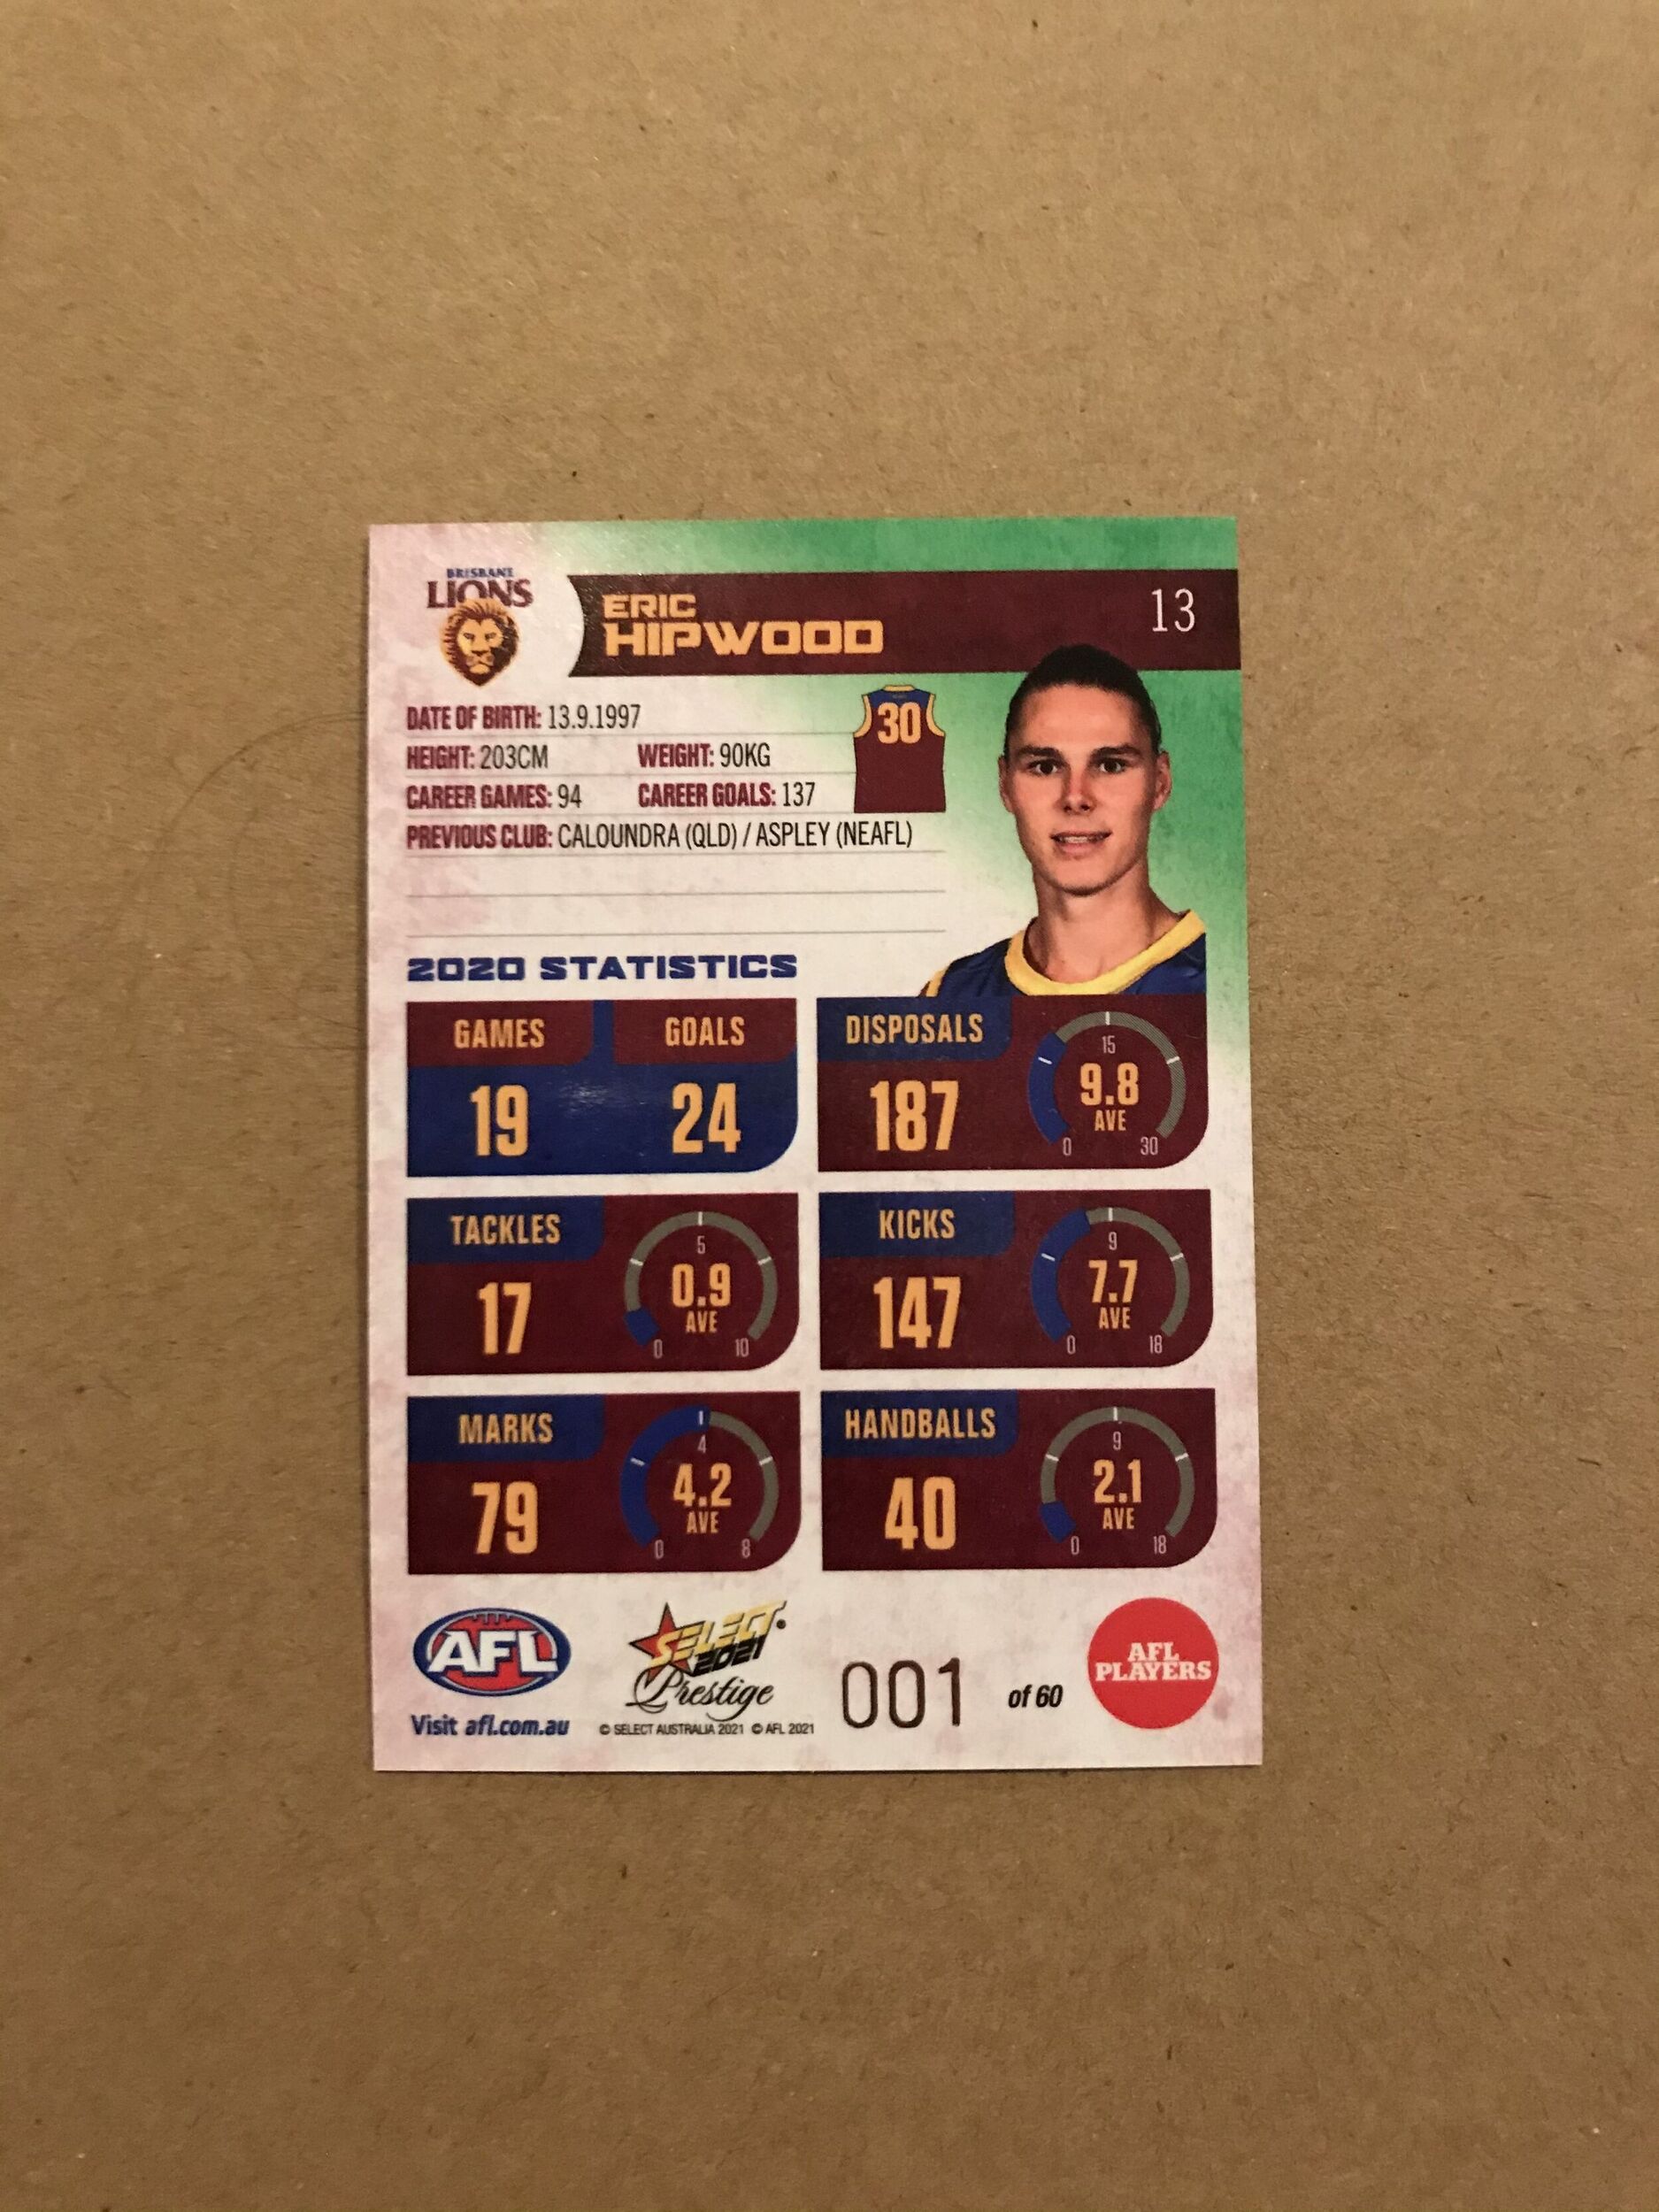 BRISBANE
LIONS
ERIC
HIPWOOD
13
DATE OF BIRTH: 13.9.1997
30
HEIGHT: 203CM WEIGHT: 90KG
CAREER GAMES: 94 CAREER GOALS: 137
PREVIOUS CLUB: CALOUNDRA (QLD) / ASPLEY (NEAFL)
2020 STATISTICS
GAMES
19
GOALS
24
DISPOSALS
187
15
9.8
AVE
0 30
TACKLES
17
5
0.9
AVE
0 10
KICKS
147
9
7.7
AVE
0 18
MARKS
79
4
4.2
AVE
0 8
HANDBALLS
40
9
2.1
AVE
0 18
AFL
Visit afl.com.au
SELECT
2021
Prestige
© SELECT AUSTRALIA 2021 © AFL 2021
001 of 60
AFL
PLAYERS